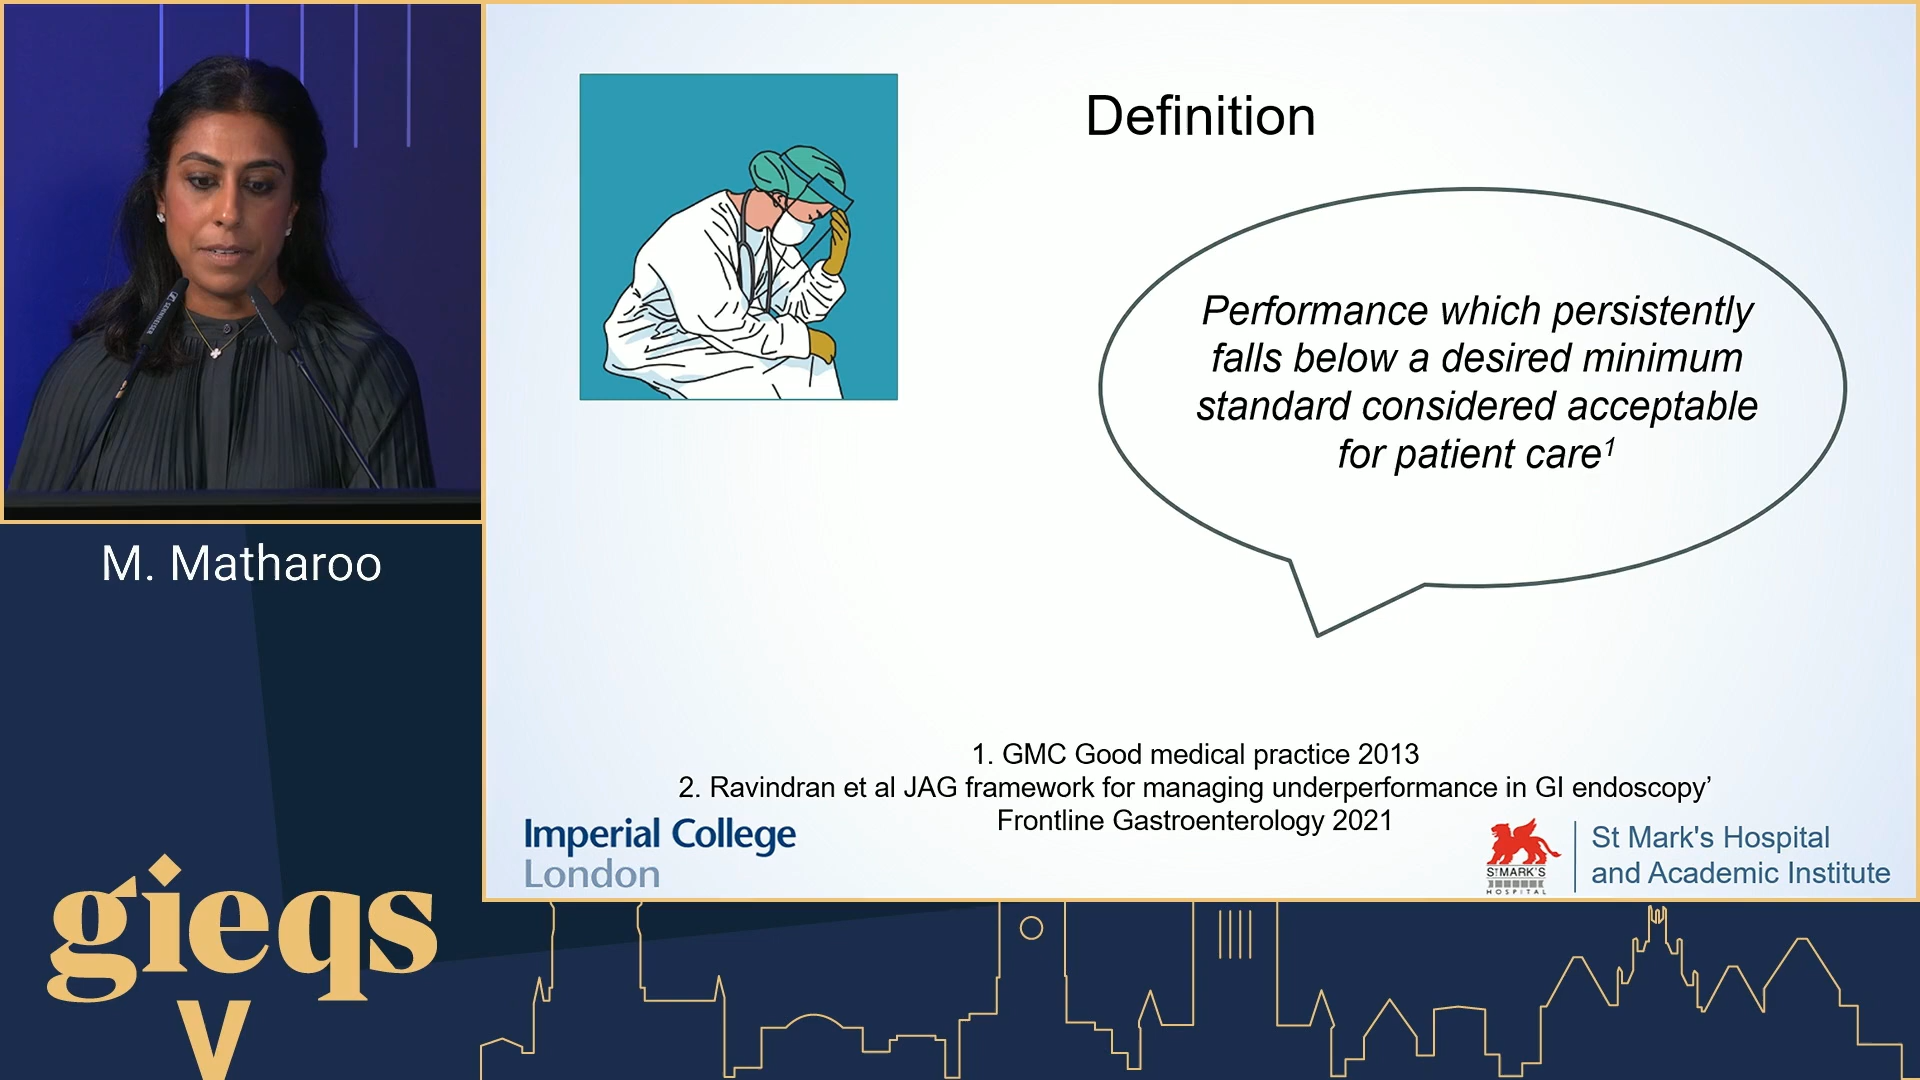 Definition
Performance which persistently
falls below a desired minimum
standard considered acceptable
for patient care1
1. GMC Good medical practice 2013
2. Ravindran et al JAG framework for managing underperformance in GI endoscopy’
Frontline Gastroenterology 2021
Imperial College
London
ST MARK'S
HOSPITAL
St Mark's Hospital
and Academic Institute
M. Matharoo
gieqs
V
SENNHEISER